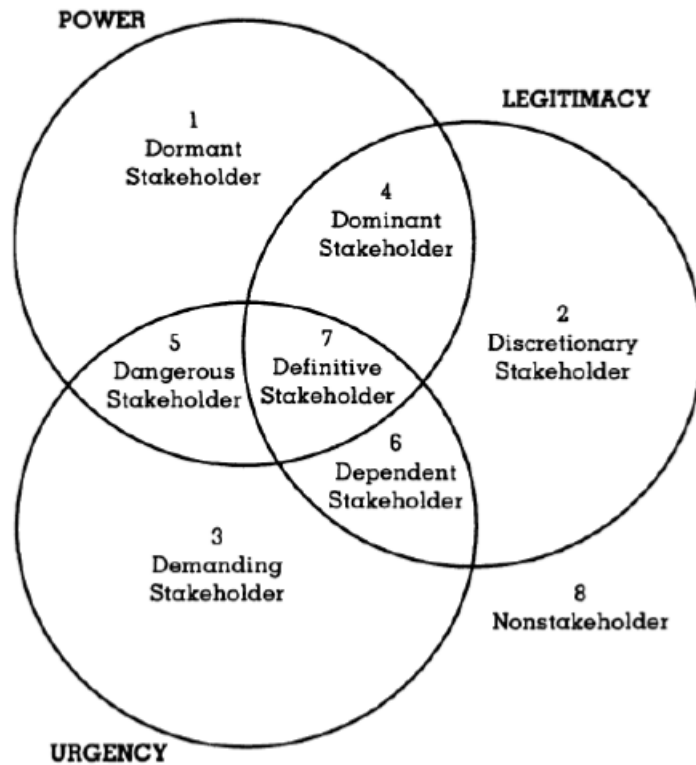 POWER
LEGITIMACY
1
Dormant
Stakeholder
4
Dominant
Stakeholder
2
Discretionary
Stakeholder
5
Dangerous
Stakeholder
7
Definitive
Stakeholder
6
Dependent
Stakeholder
3
Demanding
Stakeholder
8
Nonstakeholder
URGENCY